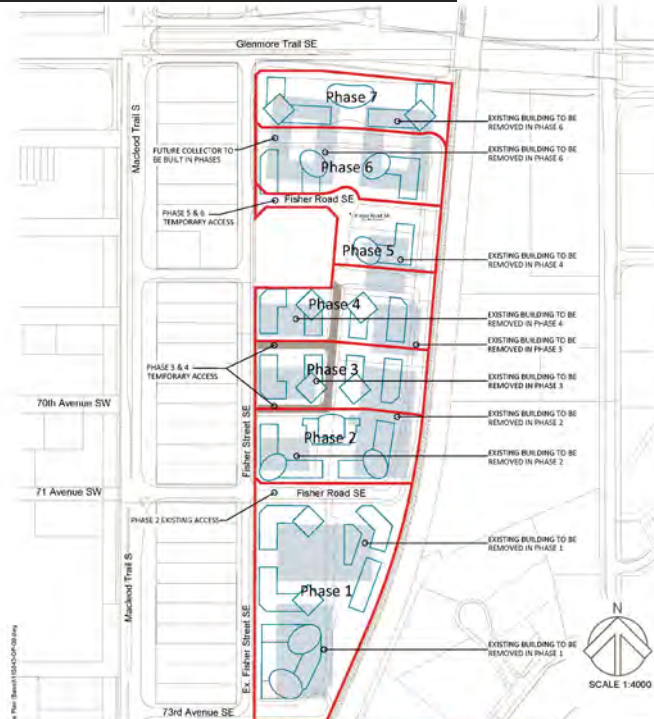 Glenmore Trail SE
Macleod Trail S
Phase 7
EXISTING BUILDING TO BE
REMOVED IN PHASE 6
FUTURE COLLECTOR TO
BE BUILT IN PHASES
EXISTING BUILDING TO BE
REMOVED IN PHASE 6
Phase 6
Fisher Road SE
PHASE 5 & 6
TEMPORARY ACCESS
Phase 5
EXISTING BUILDING TO BE
REMOVED IN PHASE 4
Phase 4
EXISTING BUILDING TO BE
REMOVED IN PHASE 4
EXISTING BUILDING TO BE
REMOVED IN PHASE 3
PHASE 3 & 4
TEMPORARY ACCESS
Phase 3
EXISTING BUILDING TO BE
REMOVED IN PHASE 3
70th Avenue SW
Fisher Street SE
EXISTING BUILDING TO BE
REMOVED IN PHASE 2
Phase 2
EXISTING BUILDING TO BE
REMOVED IN PHASE 2
71 Avenue SW
Fisher Road SE
PHASE 2 EXISTING ACCESS
EXISTING BUILDING TO BE
REMOVED IN PHASE 1
Macleod Trail S
Phase 1
Ex. Fisher Street SE
EXISTING BUILDING TO BE
REMOVED IN PHASE 1
N
SCALE 1:4000
73rd Avenue SE